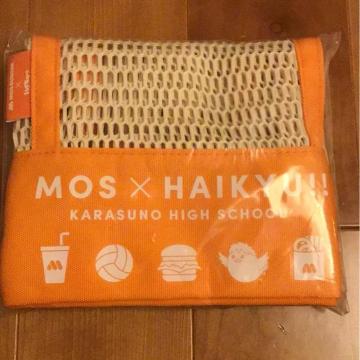 MOS × HAIKYU!!
KARASUNO HIGH SCHOOL